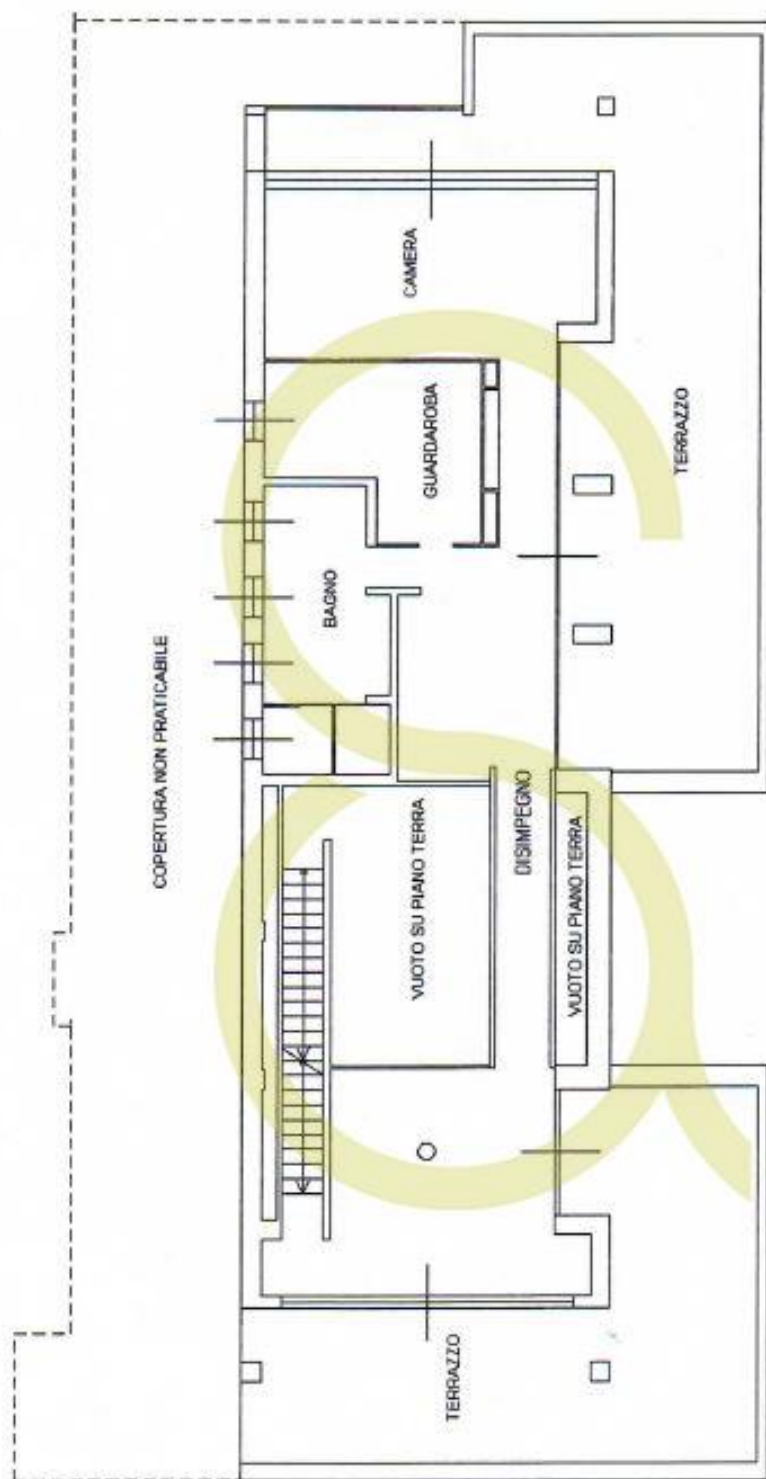 COPERTURA NON PRATICABILE
BAGNO
GUARDAROBA
CAMERA
VUOTO SU PIANO TERRA
DISIMPEGNO
VUOTO SU PIANO TERRA
TERRAZZO
TERRAZZO